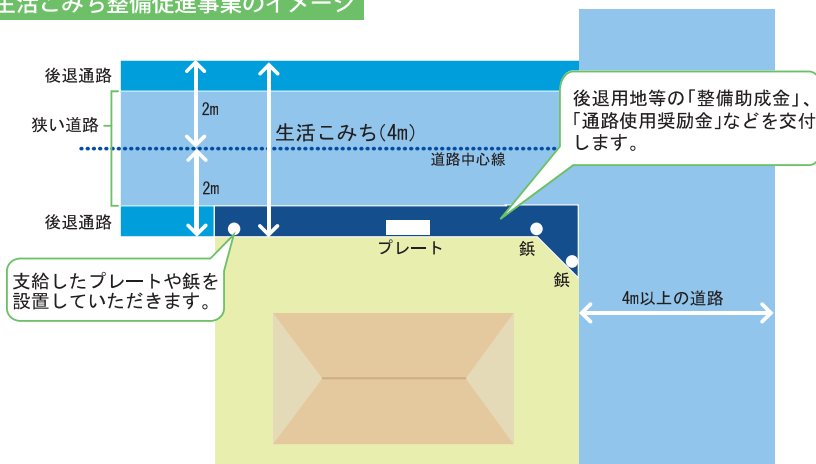 生活こみち整備促進事業のイメージ
後退通路
2m
狭い道路
生活こみち(4m)
道路中心線
2m
後退通路
後退用地等の「整備助成金」、
「通路使用奨励金」などを交付
します。
プレート
鋲
鋲
支給したプレートや鋲を
設置していただきます。
4m以上の道路